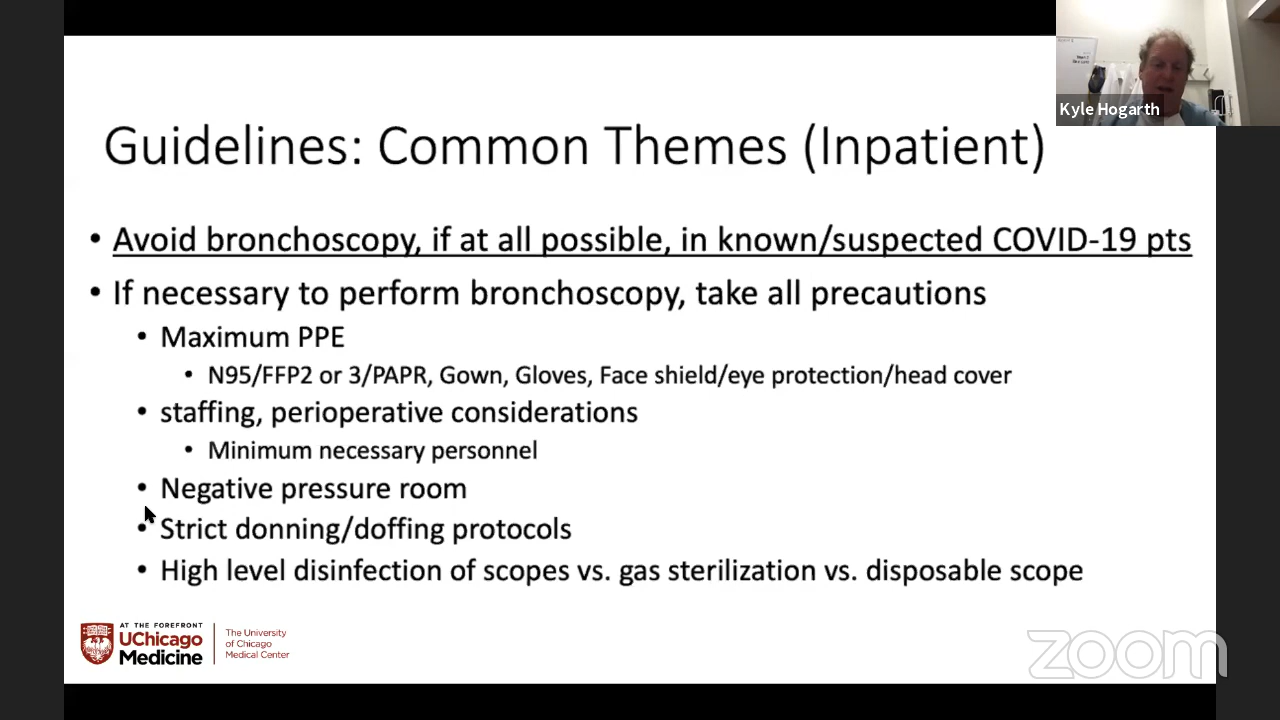 Kyle Hogarth
Guidelines: Common Themes (Inpatient)
• Avoid bronchoscopy, if at all possible, in known/suspected COVID-19 pts
• If necessary to perform bronchoscopy, take all precautions
• Maximum PPE
• N95/FFP2 or 3/PAPR, Gown, Gloves, Face shield/eye protection/head cover
• staffing, perioperative considerations
• Minimum necessary personnel
• Negative pressure room
• Strict donning/doffing protocols
• High level disinfection of scopes vs. gas sterilization vs. disposable scope
AT THE FOREFRONT
UChicago
Medicine
The University
of Chicago
Medical Center
zoom